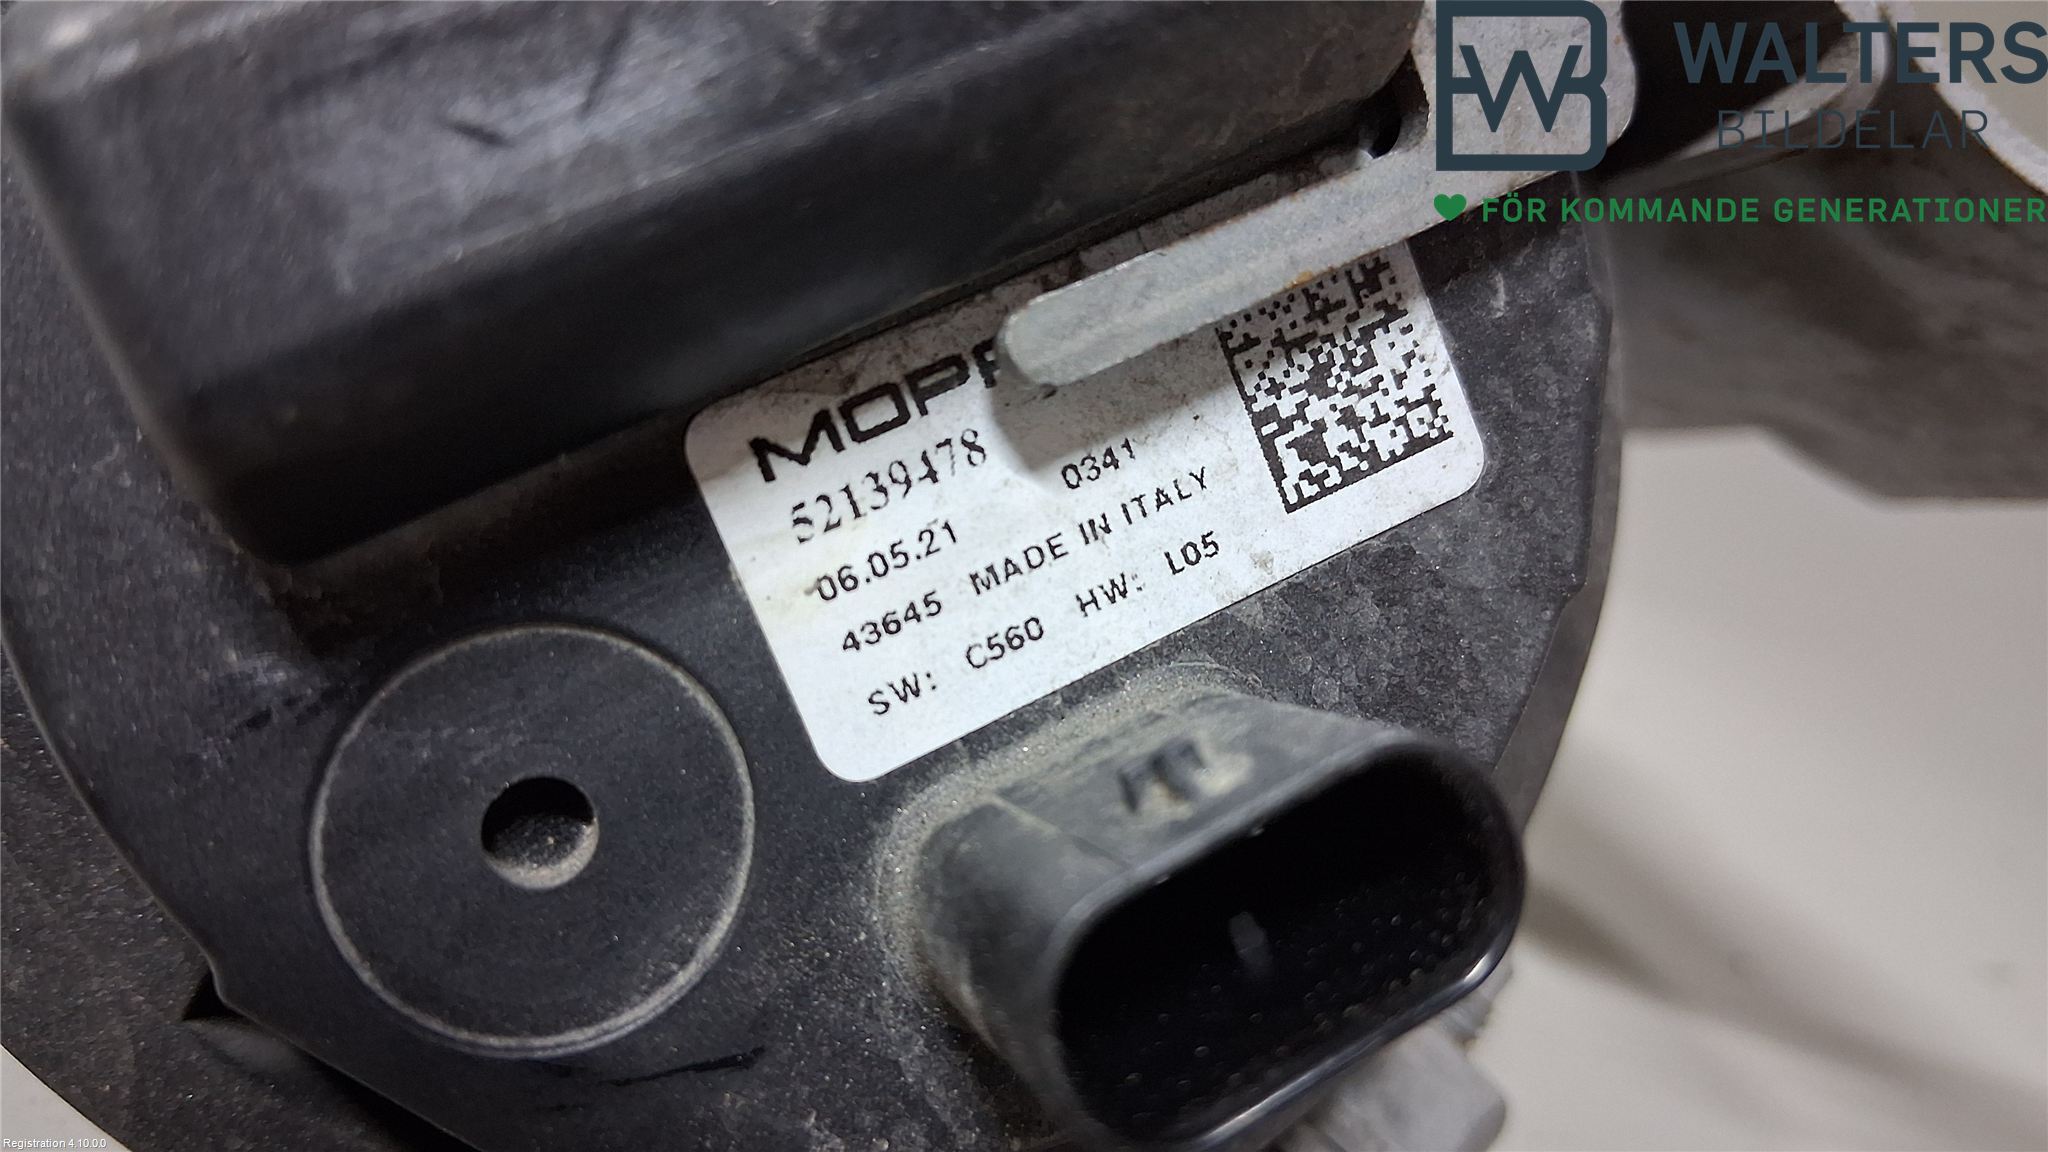 W WALTERS
BILDELAR
FÖR KOMMANDE GENERATIONER
MOP
52139478
06.05.21 0341
43645 MADE IN ITALY
SW: C560 HW: L05
Registration 4.10.0.0